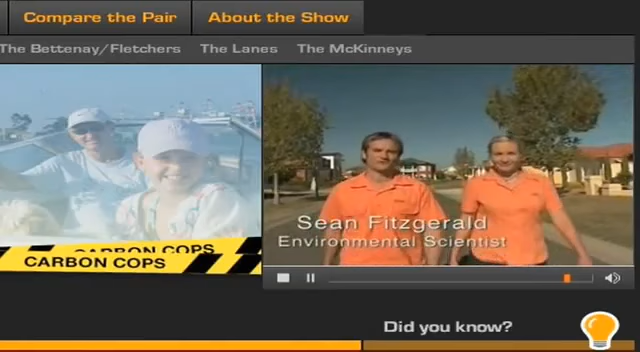 Compare the Pair
About the Show
The Bettenay/Fletchers
The Lanes
The McKinneys
Sean Fitzgerald
Environmental Scientist
CARBON COPS
CARBON COPS
Did you know?